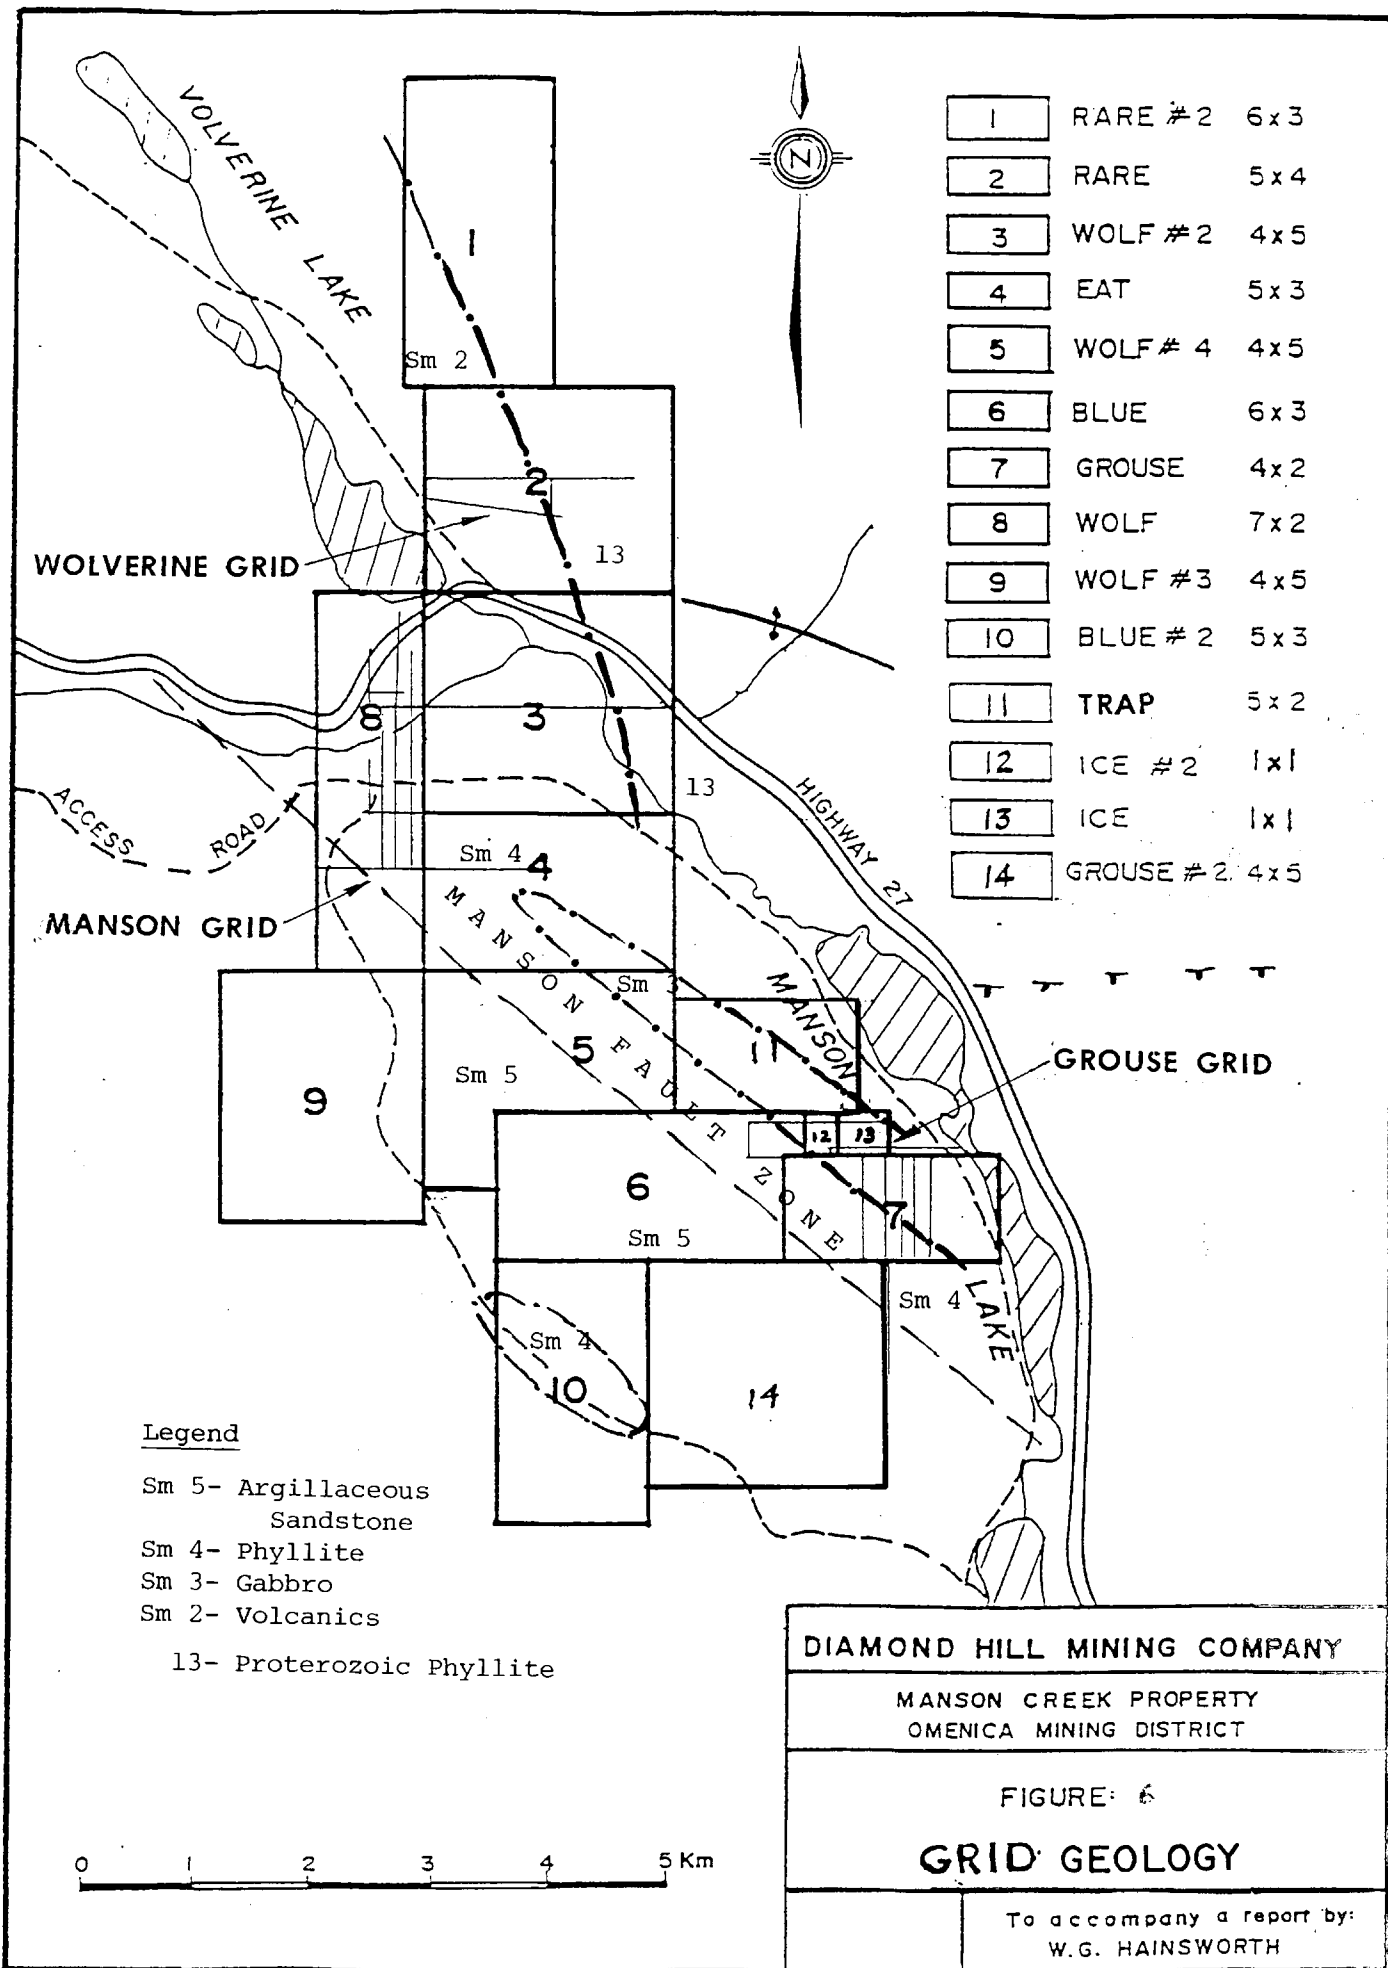 VOLVERINE LAKE
N
1 RARE #2 6x3
2 RARE 5x4
3 WOLF #2 4x5
4 EAT 5x3
5 WOLF # 4 4x5
6 BLUE 6x3
7 GROUSE 4x2
8 WOLF 7x2
9 WOLF #3 4x5
10 BLUE #2 5x3
11 TRAP 5x2
12 ICE #2 1x1
13 ICE 1x1
14 GROUSE #2 4x5
1
Sm 2
2
13
WOLVERINE GRID
8
3
13
ACCESS ROAD
HIGHWAY 27
Sm 4
4
MANSON GRID
MANSON FAULT ZONE
Sm 3
MANSON LAKE
11
5
Sm 5
GROUSE GRID
9
12
13
6
7
Sm 5
Sm 4
Sm 4
10
14
Legend
Sm 5- Argillaceous
Sandstone
Sm 4- Phyllite
Sm 3- Gabbro
Sm 2- Volcanics
13- Proterozoic Phyllite
0 1 2 3 4 5 Km
DIAMOND HILL MINING COMPANY
MANSON CREEK PROPERTY
OMENICA MINING DISTRICT
FIGURE: 6
GRID GEOLOGY
To accompany a report by:
W.G. HAINSWORTH